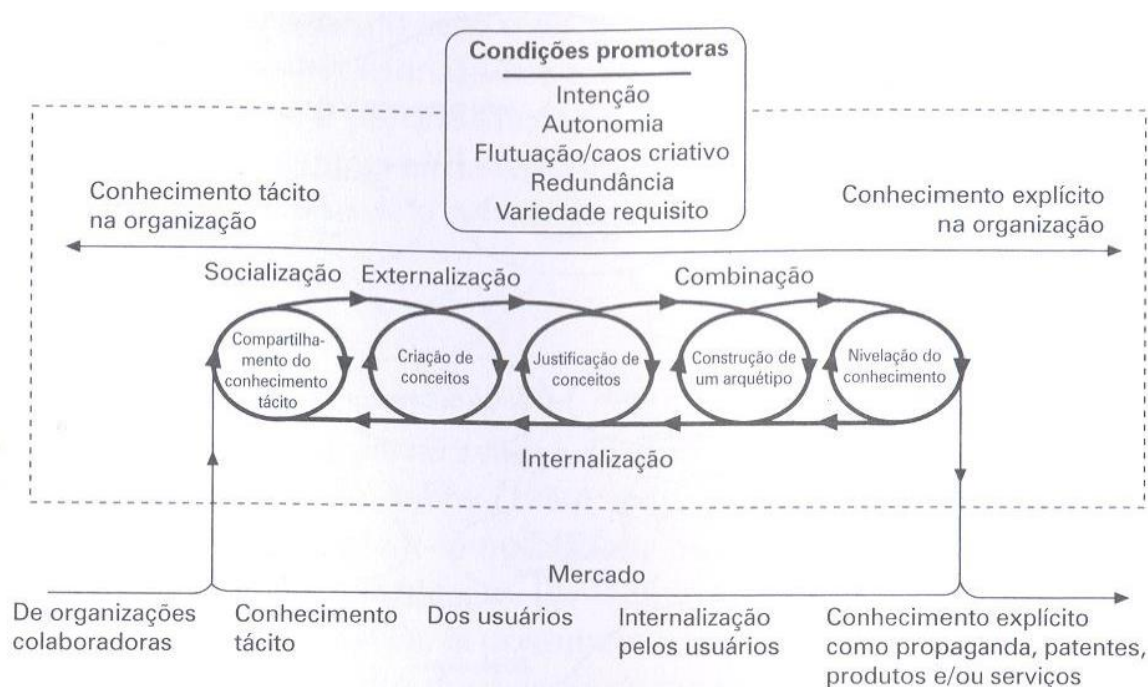 Condições promotoras
Intenção
Autonomia
Flutuação/caos criativo
Redundância
Variedade requisito
Conhecimento tácito
na organização
Conhecimento explícito
na organização
Socialização
Externalização
Combinação
Compartilha-
mento do
conhecimento
tácito
Criação de
conceitos
Justificação de
conceitos
Construção de
um arquétipo
Nivelação do
conhecimento
Internalização
Mercado
De organizações
colaboradoras
Conhecimento
tácito
Dos usuários
Internalização
pelos usuários
Conhecimento explícito
como propaganda, patentes,
produtos e/ou serviços